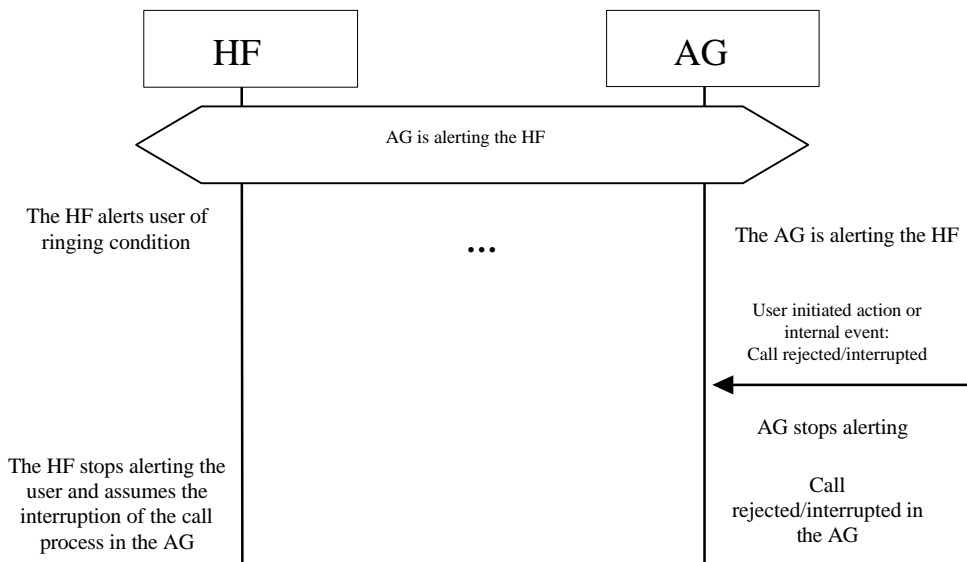 HF
AG
AG is alerting the HF
The HF alerts user of
ringing condition
...
The AG is alerting the HF
User initiated action or
internal event:
Call rejected/interrupted
AG stops alerting
The HF stops alerting the
user and assumes the
interruption of the call
process in the AG
Call
rejected/interrupted in
the AG